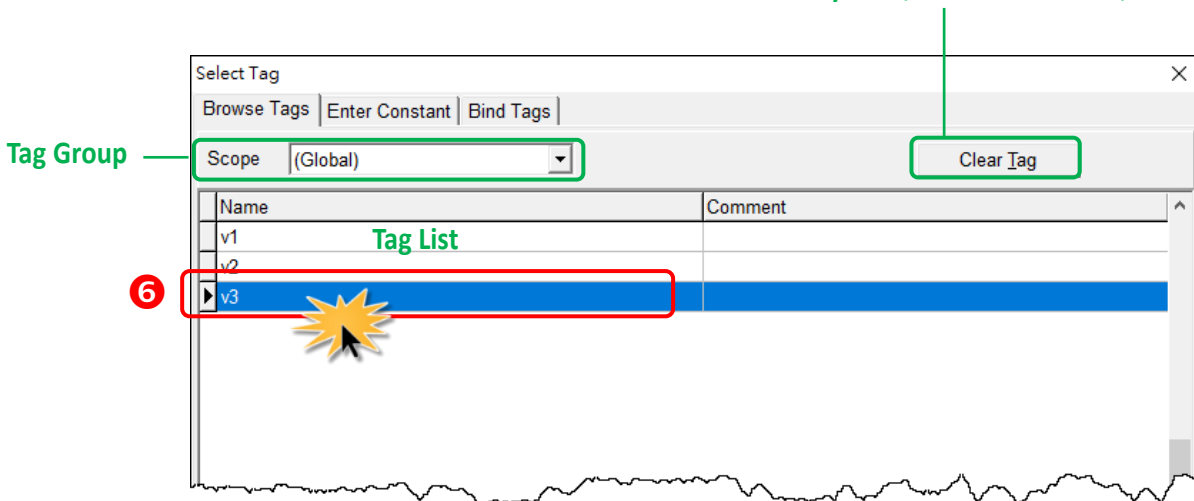 Select Tag
Browse Tags Enter Constant Bind Tags
Tag Group Scope (Global) Clear Tag
Name Comment
v1 Tag List
v2
6 v3